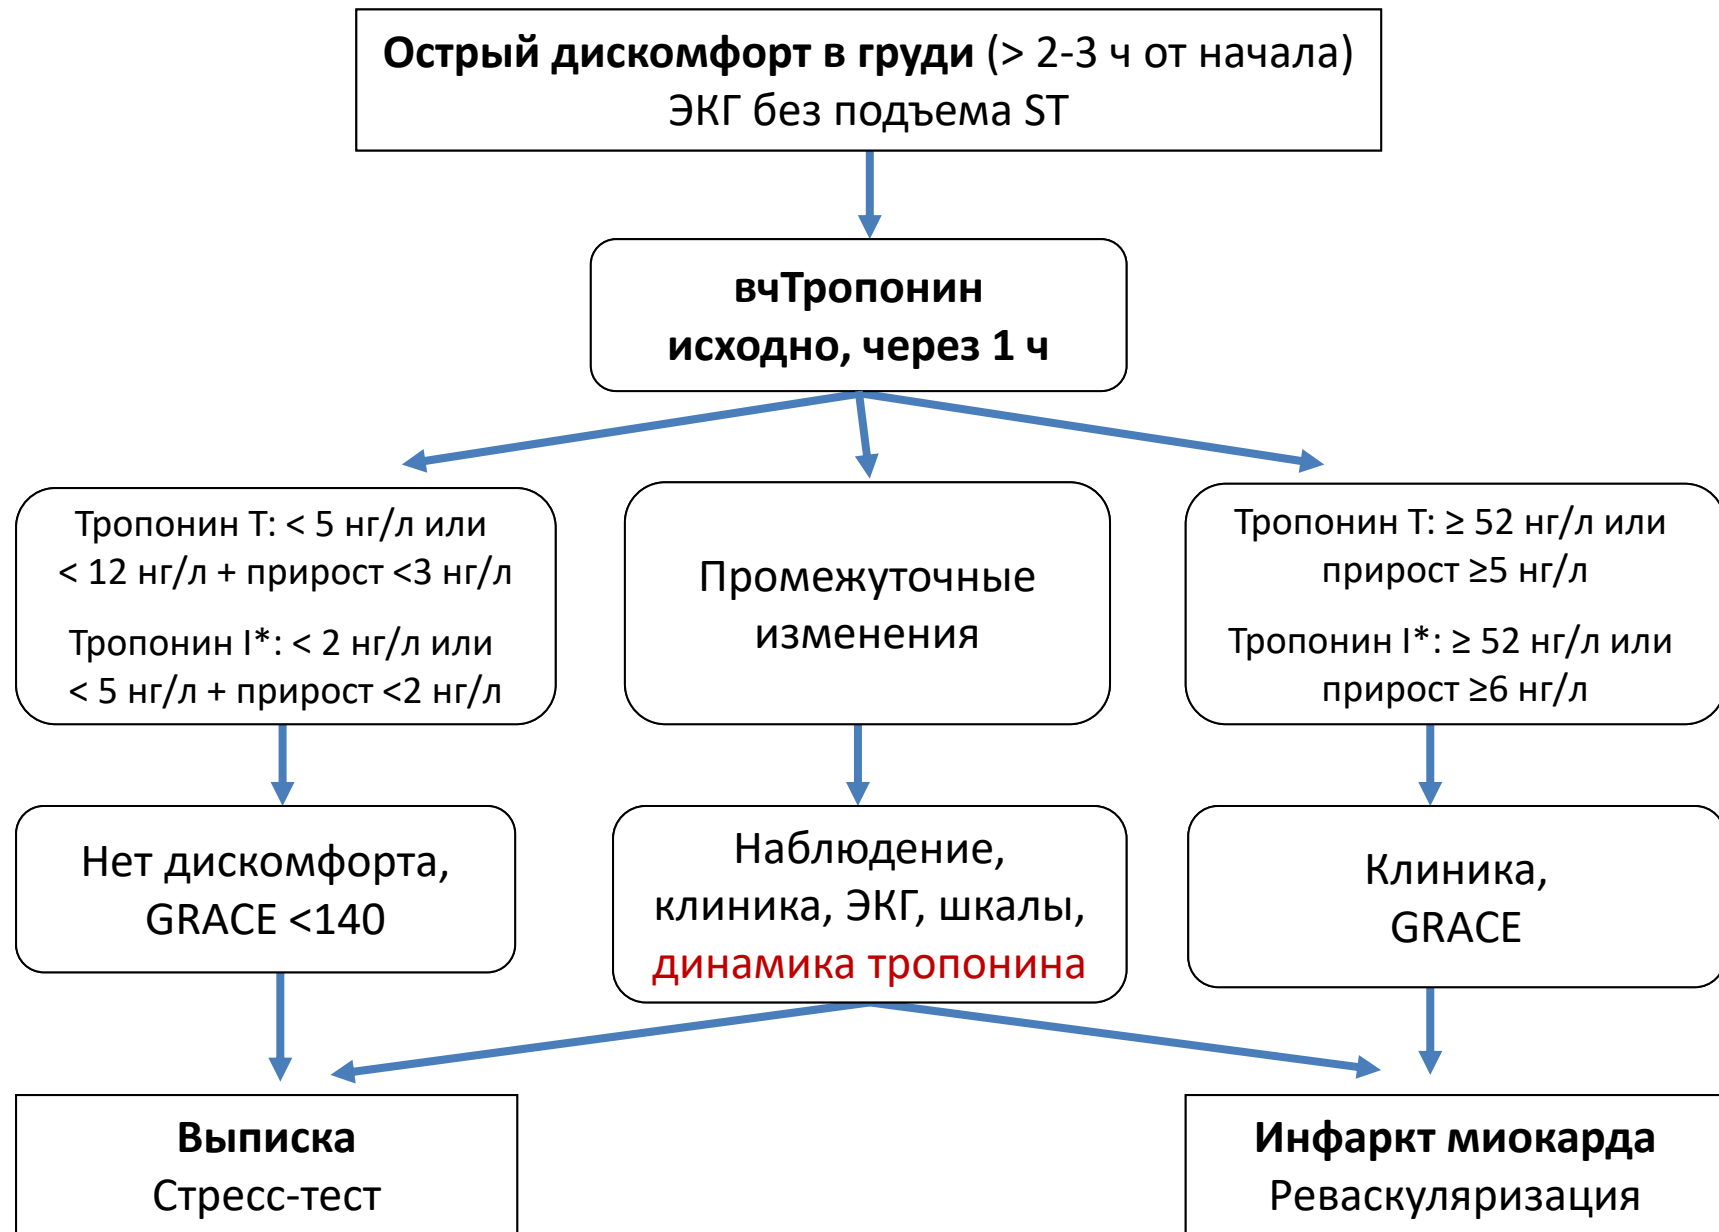 Острый дискомфорт в груди (> 2-3 ч от начала)
ЭКГ без подъема ST
вчТропонин
исходно, через 1 ч
Тропонин T: < 5 нг/л или
< 12 нг/л + прирост <3 нг/л
Тропонин I*: < 2 нг/л или
< 5 нг/л + прирост <2 нг/л
Промежуточные
изменения
Тропонин T: ≥ 52 нг/л или
прирост ≥5 нг/л
Тропонин I*: ≥ 52 нг/л или
прирост ≥6 нг/л
Нет дискомфорта,
GRACE <140
Наблюдение,
клиника, ЭКГ, шкалы,
динамика тропонина
Клиника,
GRACE
Выписка
Стресс-тест
Инфаркт миокарда
Реваскуляризация